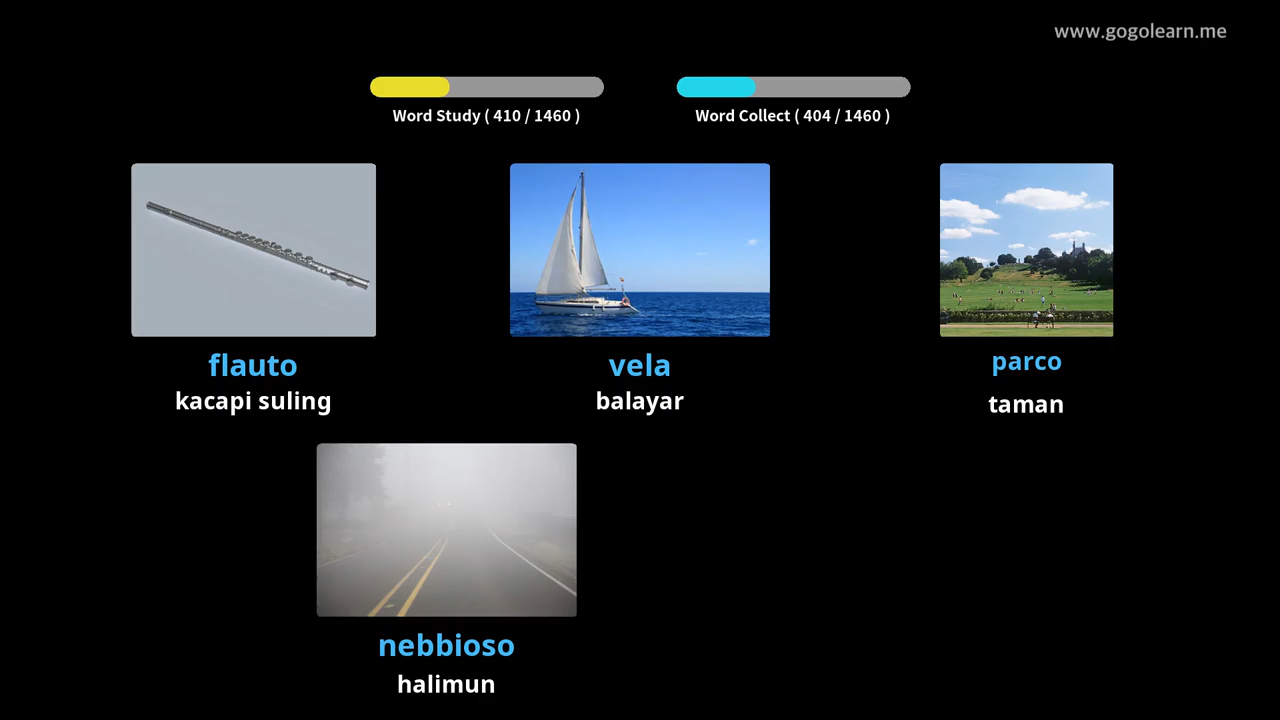 www.gogolearn.me
Word Study ( 410 / 1460 )
Word Collect ( 404 / 1460 )
flauto
kacapi suling
vela
balayar
parco
taman
nebbioso
halimun